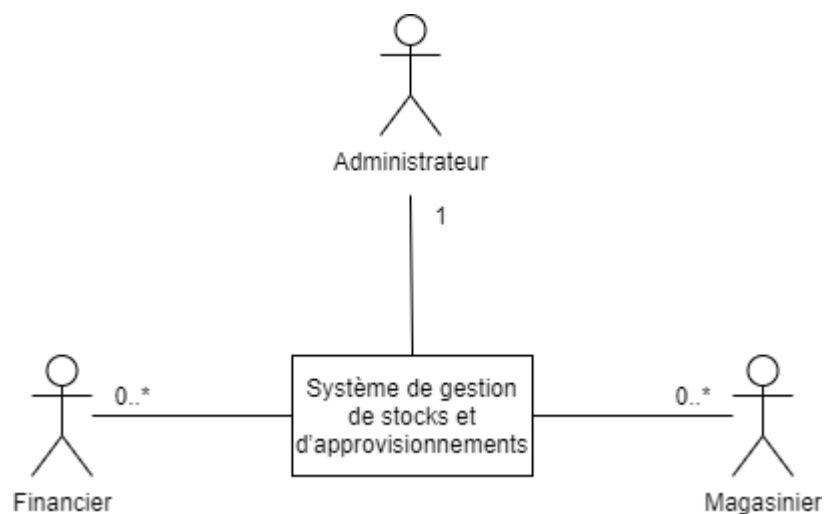 Administrateur
1
0..*
Système de gestion
de stocks et
d'approvisionnements
0..*
Financier
Magasinier